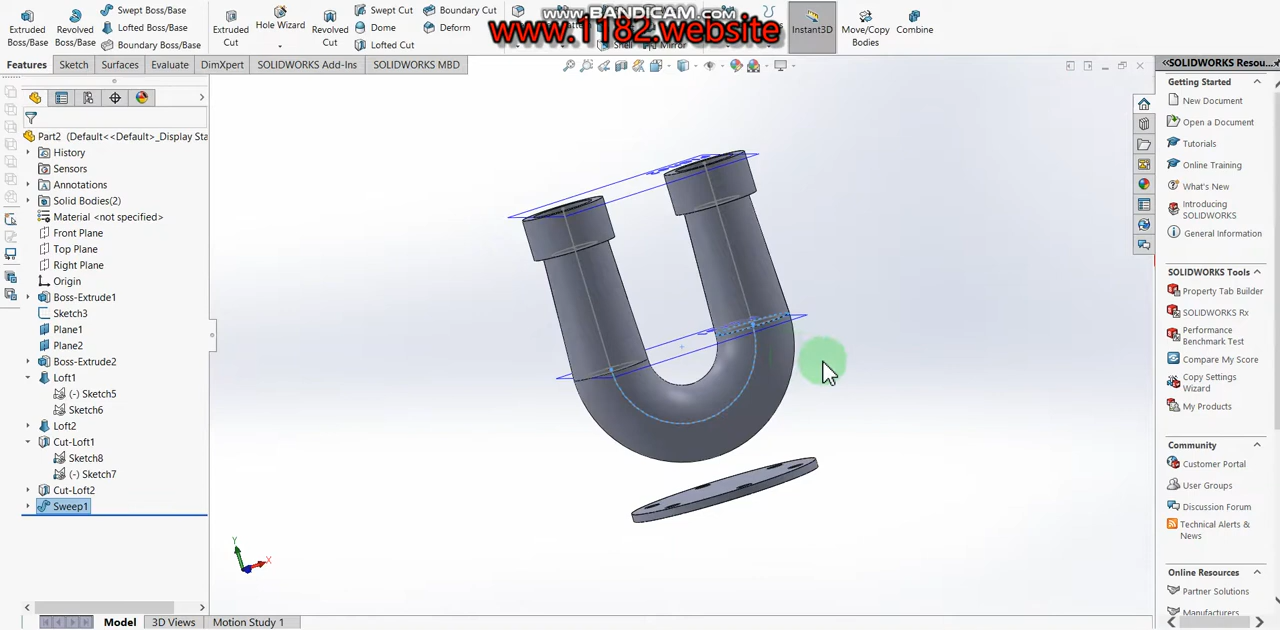 Swept Boss/Base
Lofted Boss/Base
Boundary Boss/Base
Extruded
Boss/Base
Revolved
Boss/Base
Extruded
Cut
Hole Wizard
Revolved
Cut
Swept Cut
Dome
Lofted Cut
Boundary Cut
Deform
Shell
Mirror
www.BANDICAM.com
www.1182.website
Instant3D
Move/Copy
Bodies
Combine
Features
Sketch
Surfaces
Evaluate
DimXpert
SOLIDWORKS Add-Ins
SOLIDWORKS MBD
Part2 (Default<<Default>_Display Sta
History
Sensors
Annotations
Solid Bodies(2)
Material <not specified>
Front Plane
Top Plane
Right Plane
Origin
Boss-Extrude1
Sketch3
Plane1
Plane2
Boss-Extrude2
Loft1
(-) Sketch5
Sketch6
Loft2
Cut-Loft1
Sketch8
(-) Sketch7
Cut-Loft2
Sweep1
Y
X
Model
3D Views
Motion Study 1
SOLIDWORKS Resou...
Getting Started
New Document
Open a Document
Tutorials
Online Training
What's New
Introducing
SOLIDWORKS
General Information
SOLIDWORKS Tools
Property Tab Builder
SOLIDWORKS Rx
Performance
Benchmark Test
Compare My Score
Copy Settings
Wizard
My Products
Community
Customer Portal
User Groups
Discussion Forum
Technical Alerts &
News
Online Resources
Partner Solutions
Manufacturers